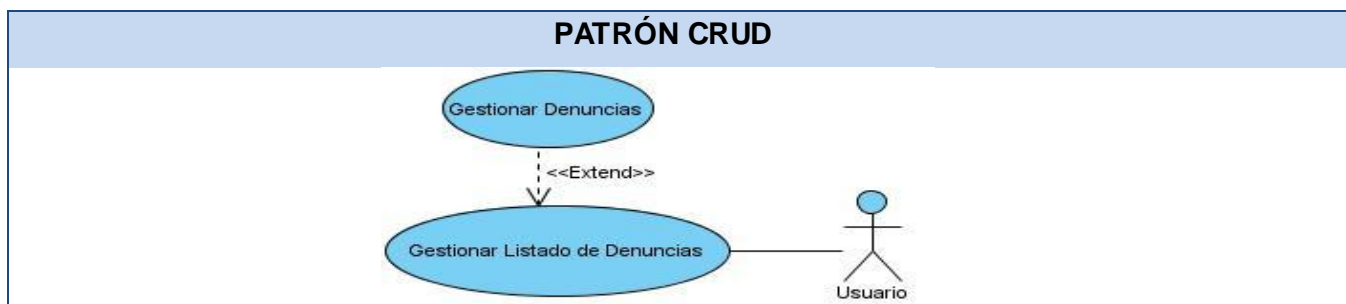 PATRÓN CRUD
Gestionar Denuncias
<<Extend>>
Gestionar Listado de Denuncias
Usuario